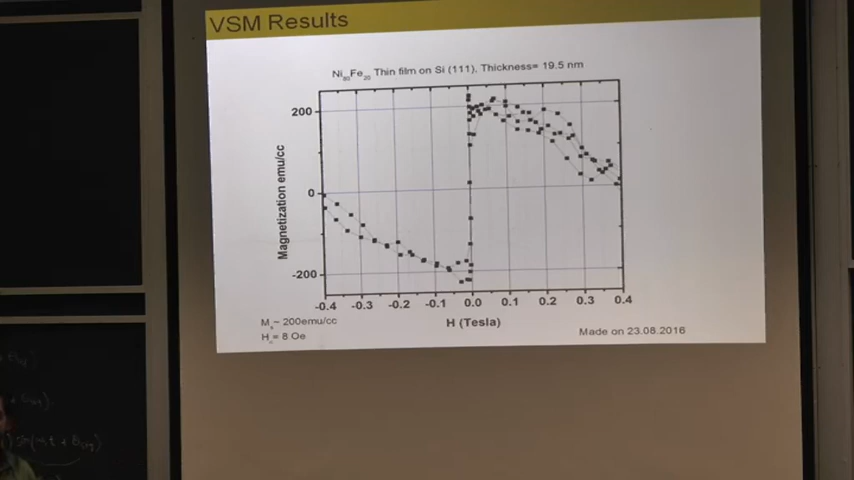 VSM Results
Ni80Fe20 Thin film on Si (111), Thickness= 19.5 nm
Magnetization emu/cc
200
0
-200
-0.4 -0.3 -0.2 -0.1 0.0 0.1 0.2 0.3 0.4
H (Tesla)
Ms~ 200emu/cc
= 8 Oe
Made on 23.08.2016